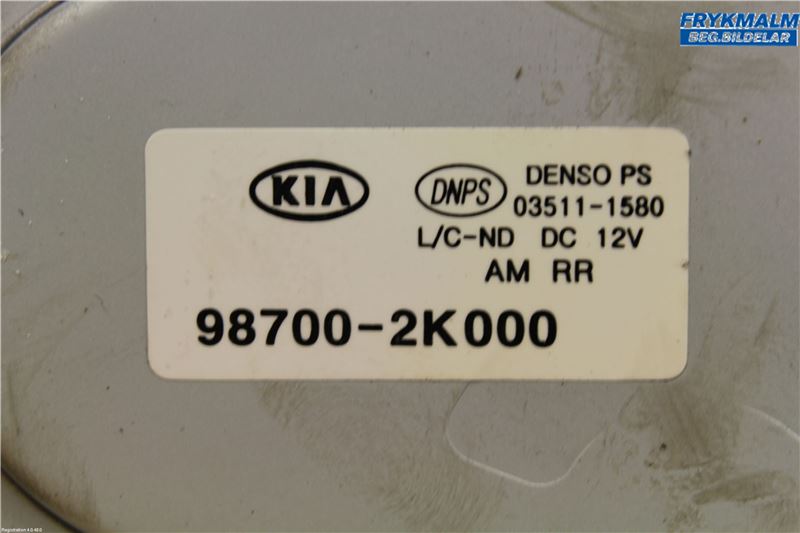 FRYKMALM
BEG.BILDELAR
KIA
DNPS
DENSO PS
03511-1580
L/C-ND DC 12V
AM RR
98700-2K000